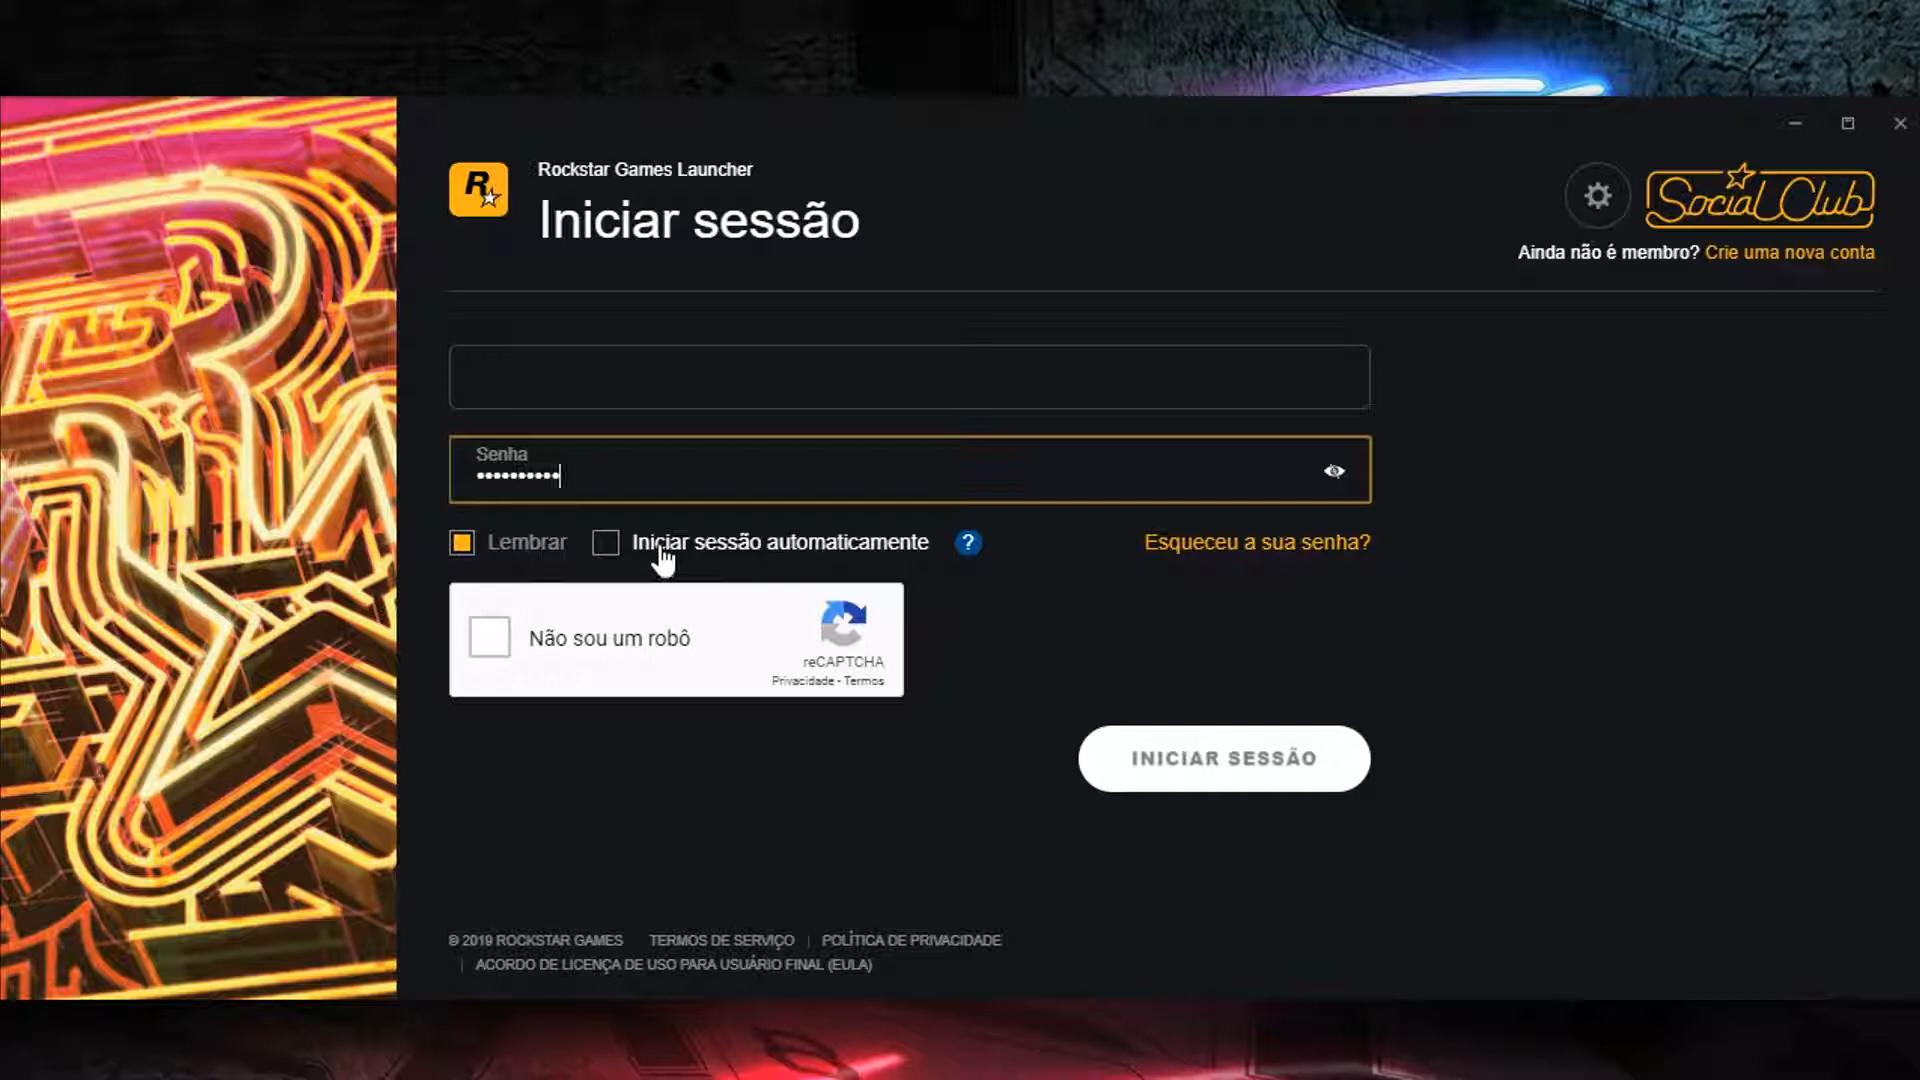 Rockstar Games Launcher
Iniciar sessão
R
Social Club
Ainda não é membro? Crie uma nova conta
Senha
••••••••••
Lembrar
Iniciar sessão automaticamente
?
Esqueceu a sua senha?
Não sou um robô
reCAPTCHA
Privacidade - Termos
INICIAR SESSÃO
© 2019 ROCKSTAR GAMES TERMOS DE SERVIÇO | POLÍTICA DE PRIVACIDADE
| ACORDO DE LICENÇA DE USO PARA USUÁRIO FINAL (EULA)